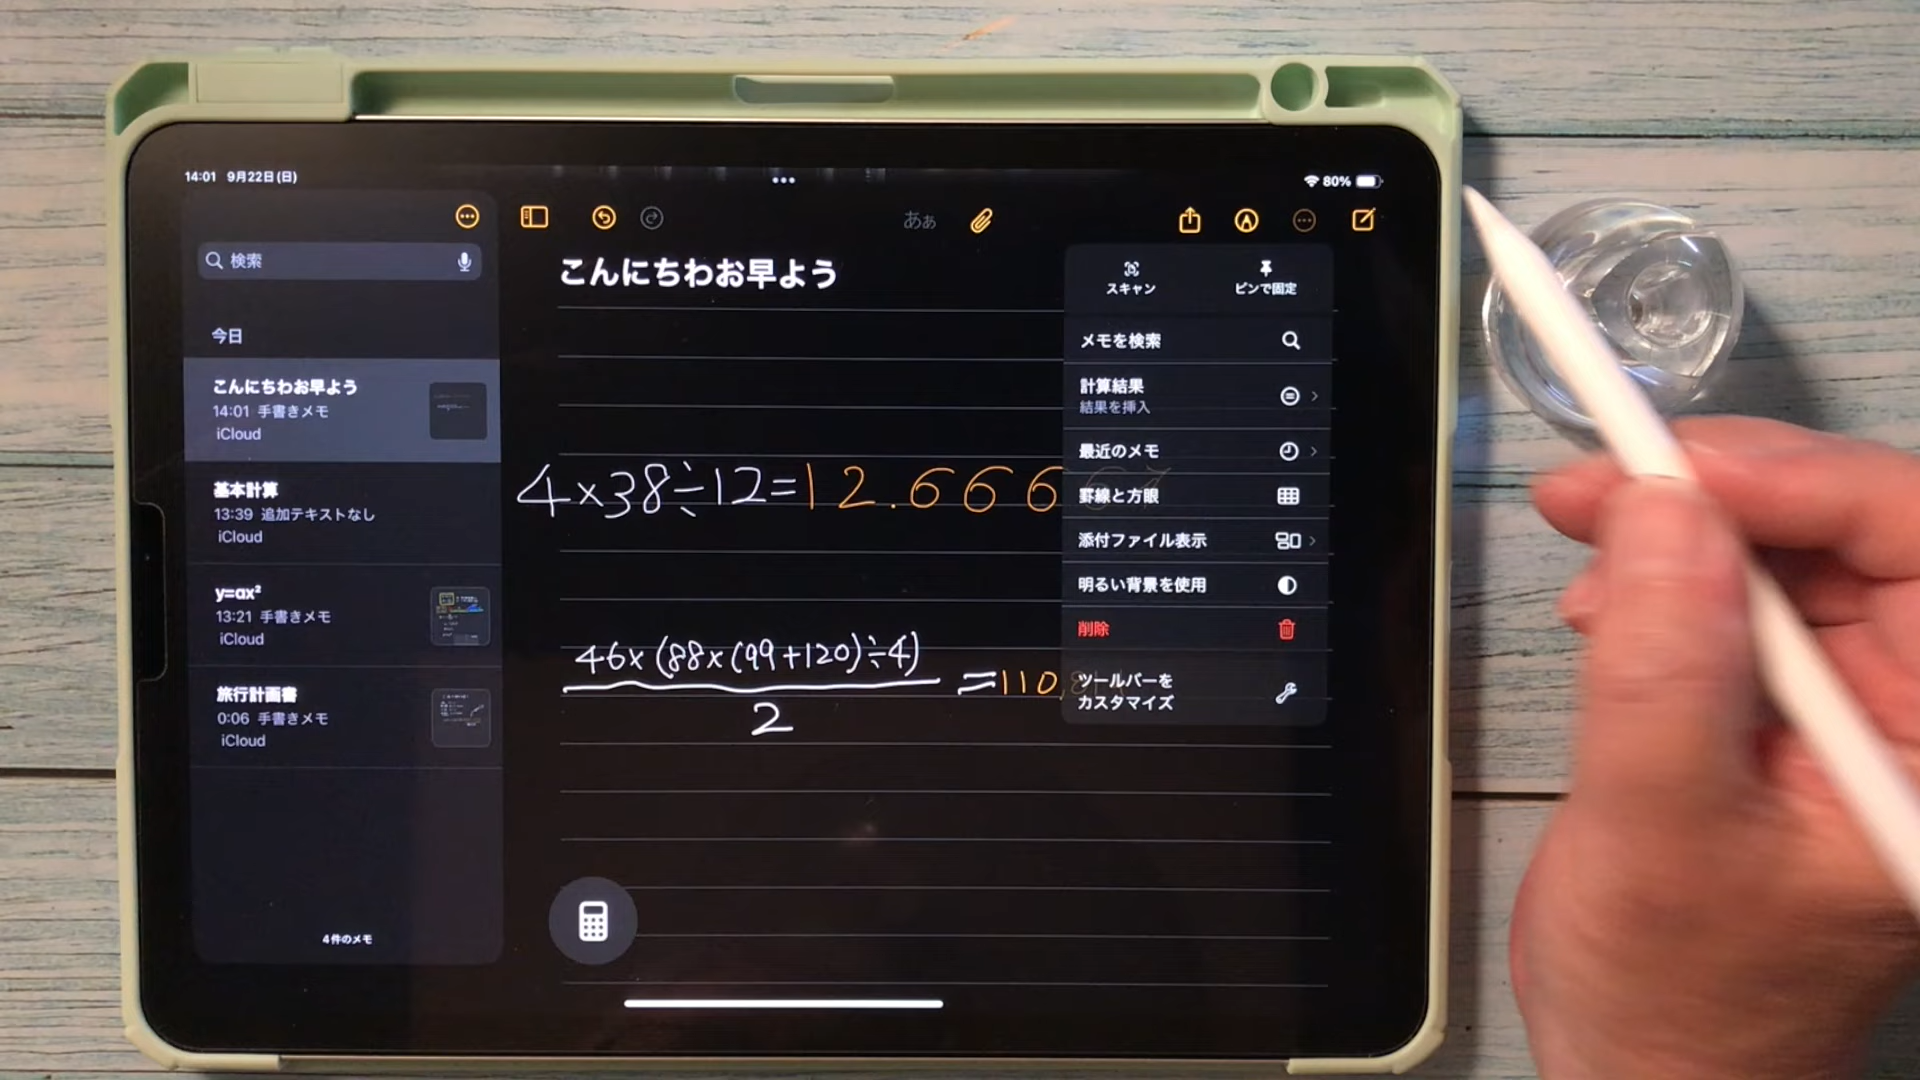 14:01 9月22日(日)
80%
検索
今日
こんにちわお早よう
14:01 手書きメモ
iCloud
基本計算
13:39 追加テキストなし
iCloud
y=ax²
13:21 手書きメモ
iCloud
旅行計画書
0:06 手書きメモ
iCloud
4件のメモ
あぁ
こんにちわお早よう
4×38÷12=12.666667
46×(88×(99+120)÷4)
2
=110,
スキャン
ピンで固定
メモを検索
計算結果
結果を挿入
最近のメモ
罫線と方眼
添付ファイル表示
明るい背景を使用
削除
ツールバーを
カスタマイズ